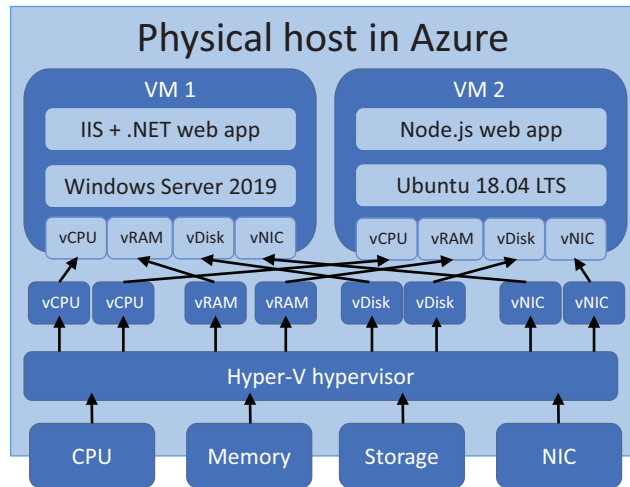 Physical host in Azure
VM 1
VM 2
IIS + .NET web app
Node.js web app
Windows Server 2019
Ubuntu 18.04 LTS
vCPU vRAM vDisk vNIC
vCPU vRAM vDisk vNIC
vCPU vCPU vRAM vRAM vDisk vDisk vNIC vNIC
Hyper-V hypervisor
CPU Memory Storage NIC